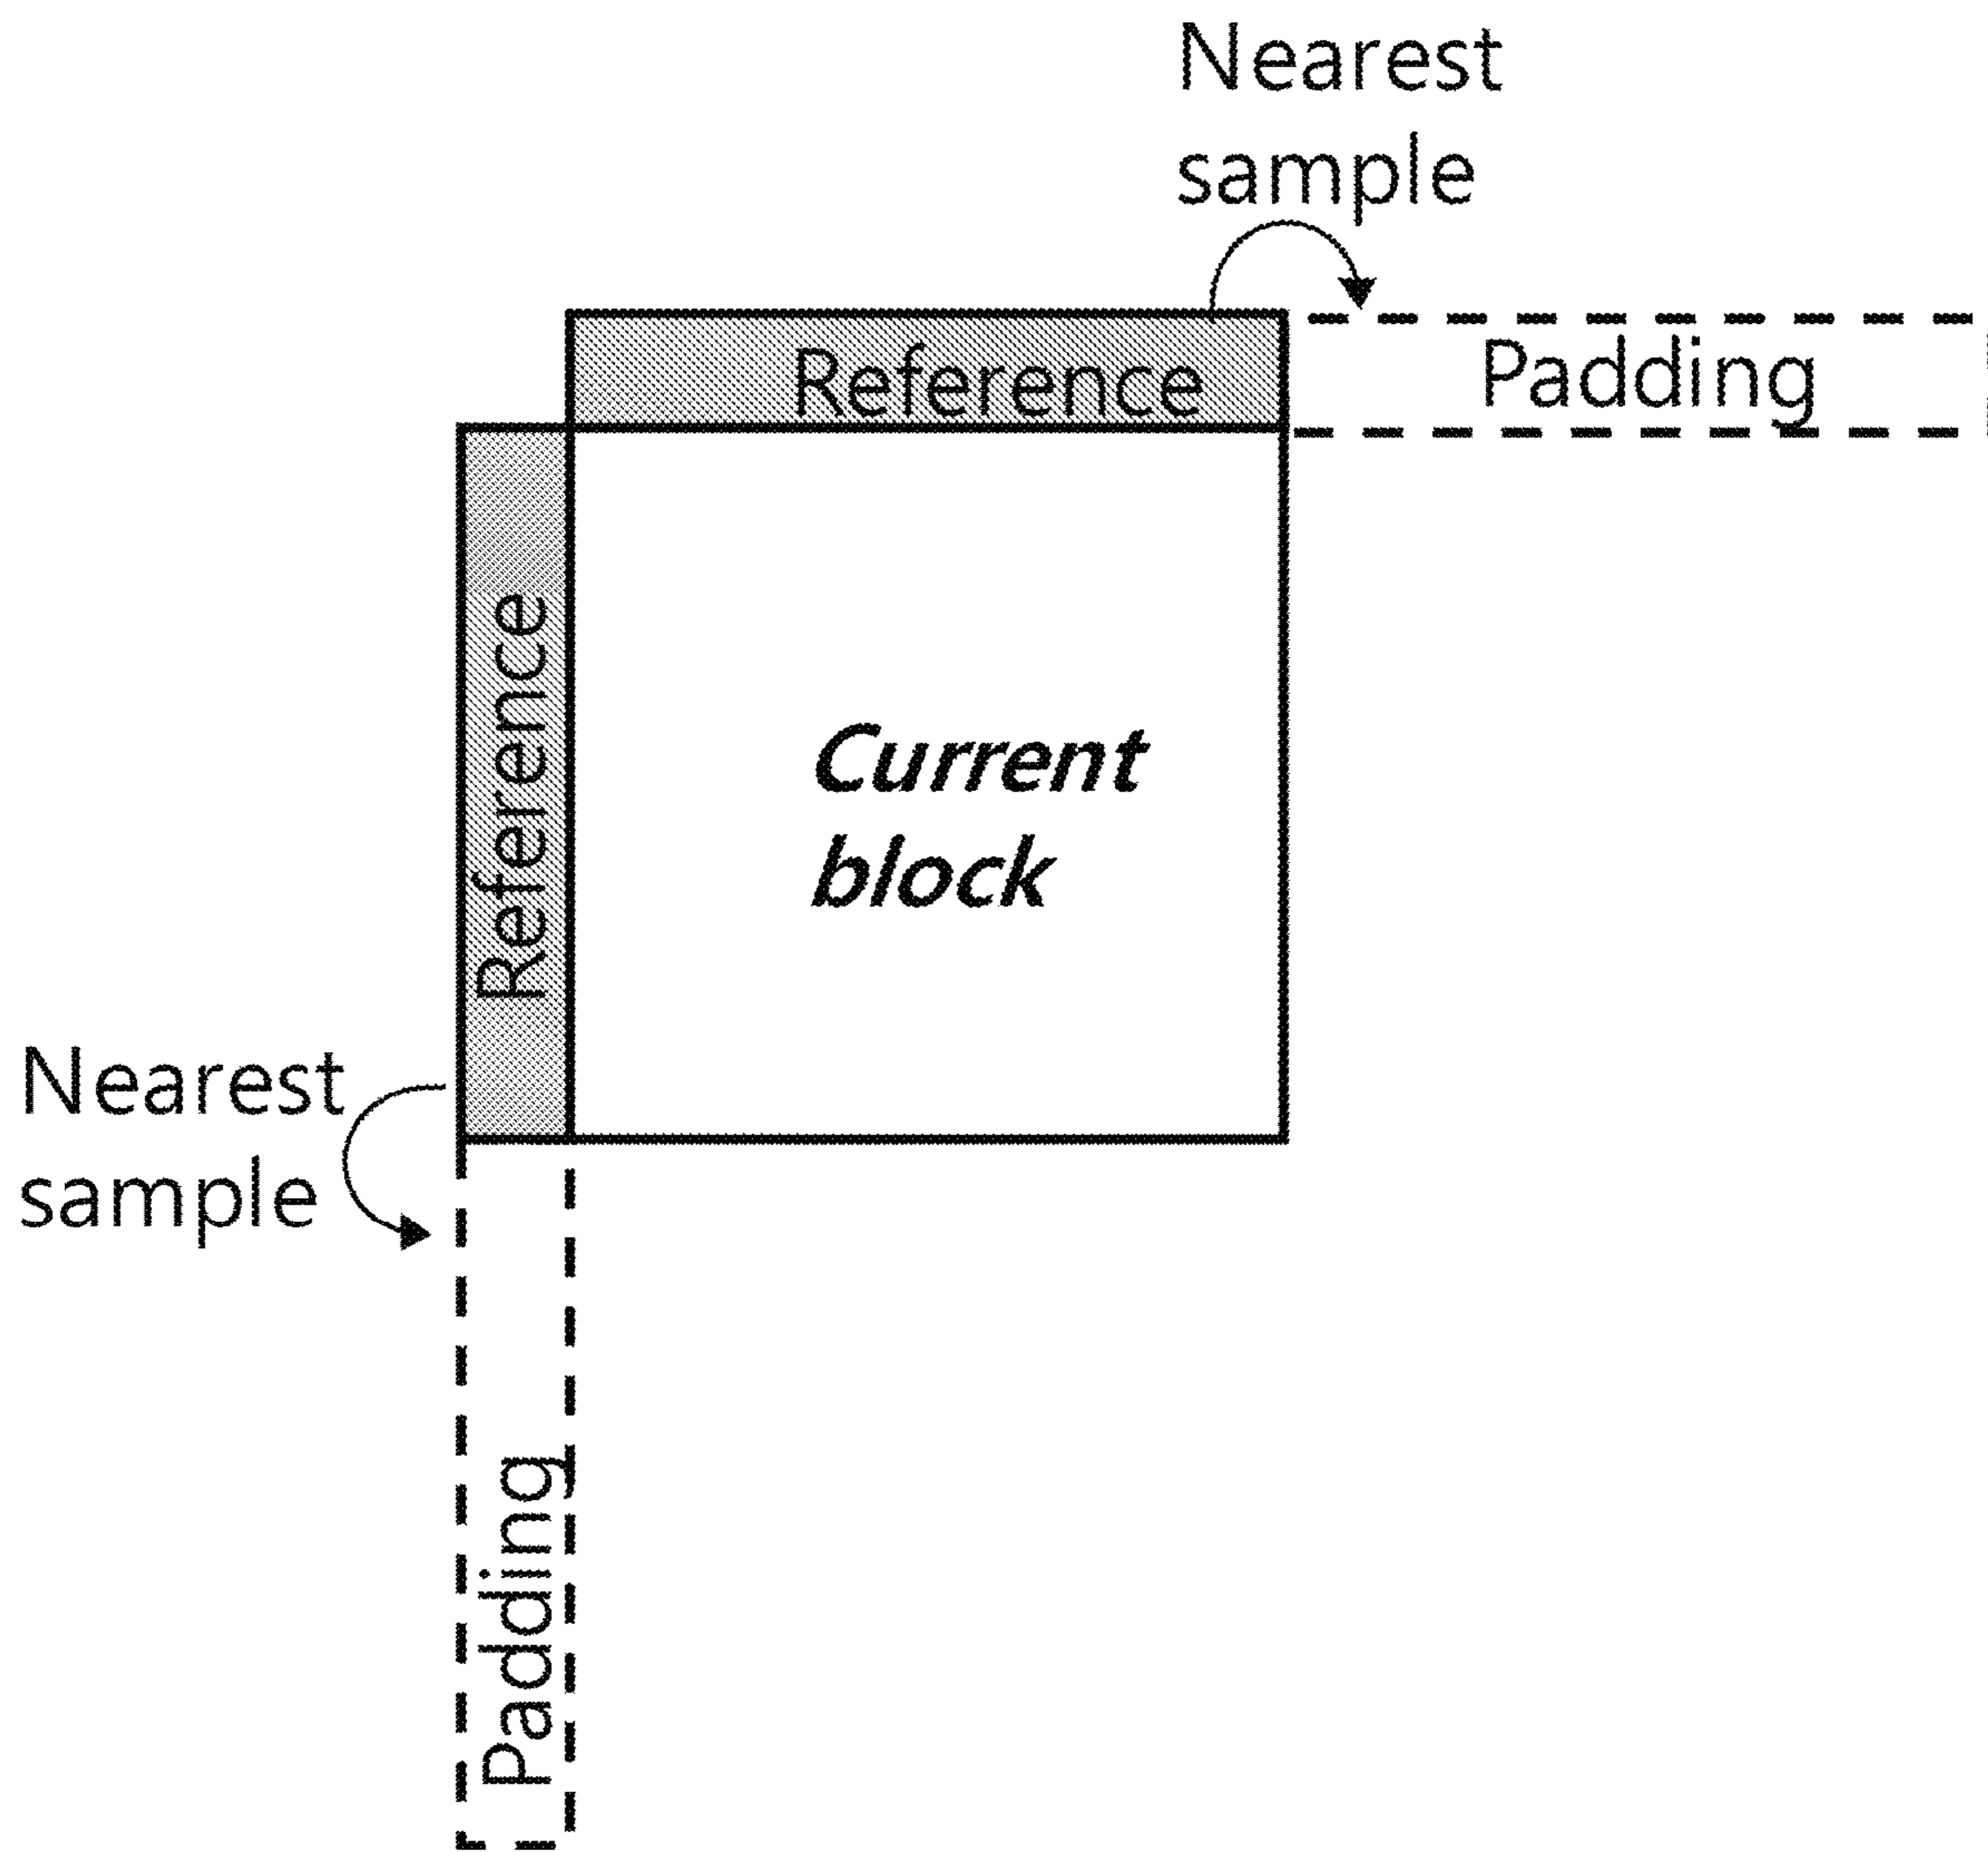 Nearest
sample
Reference
Padding
Reference
Current
block
Nearest
sample
Padding